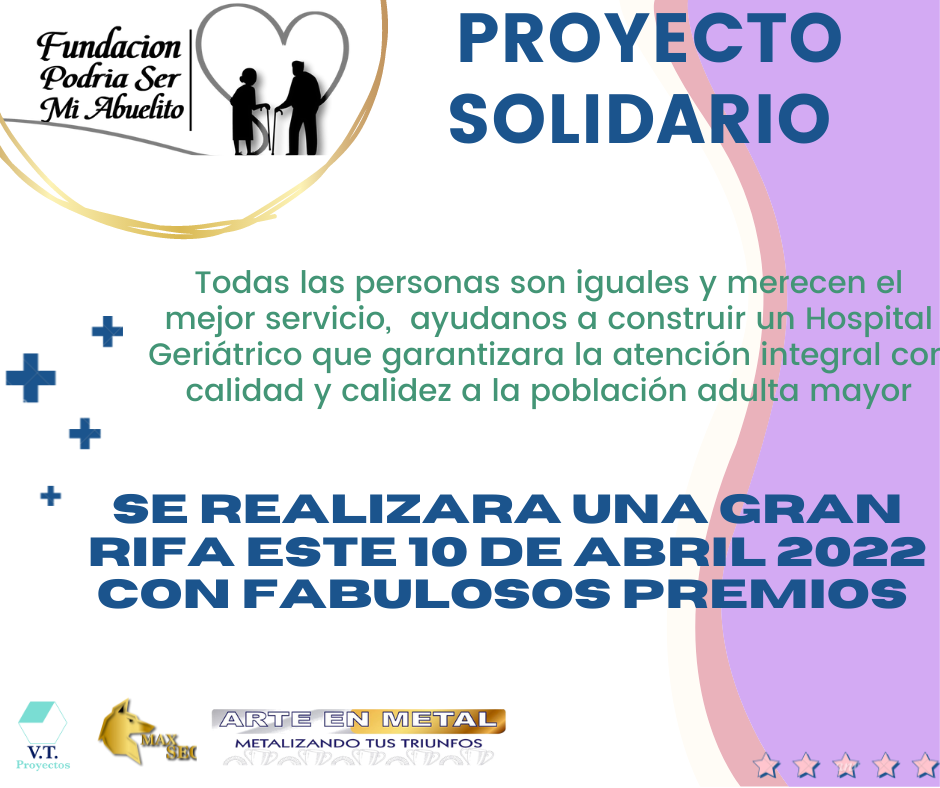 Fundacion
Podria Ser
Mi Abuelito
PROYECTO
SOLIDARIO
Todas las personas son iguales y merecen el
mejor servicio, ayudanos a construir un Hospital
Geriátrico que garantizara la atención integral con
calidad y calidez a la población adulta mayor
SE REALIZARA UNA GRAN
RIFA ESTE 10 DE ABRIL 2022
CON FABULOSOS PREMIOS
V.T.
Proyectos
MAX
ARTE EN METAL
METALIZANDO TUS TRIUNFOS